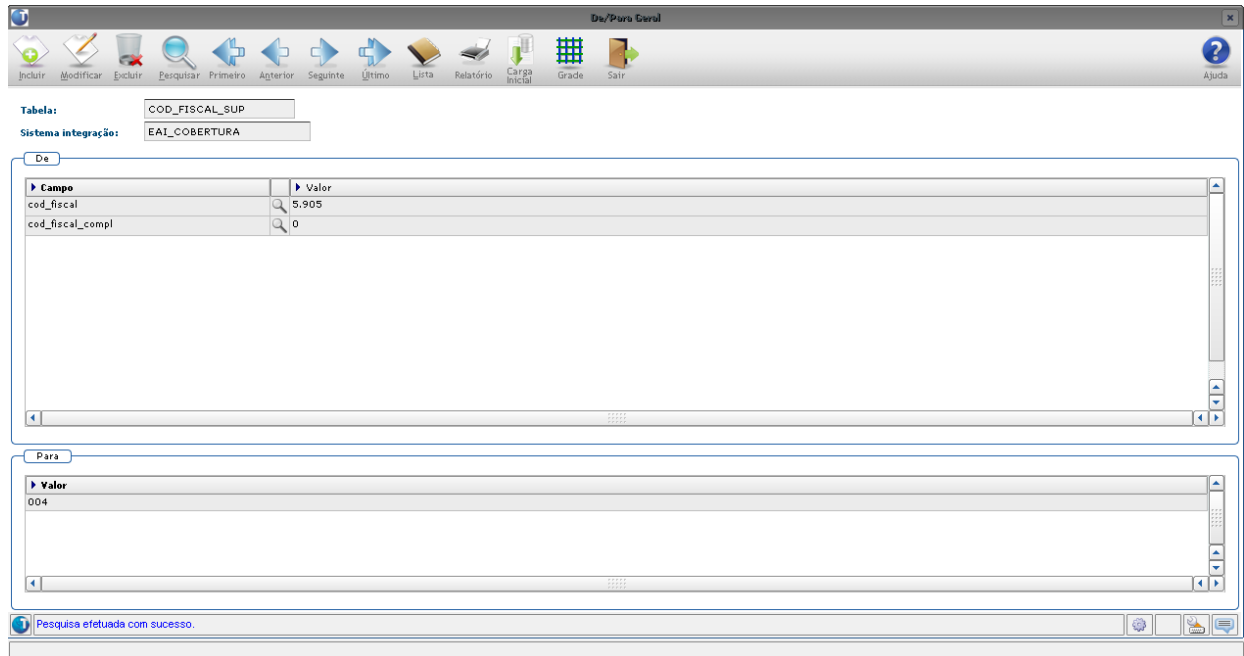 De/Para Geral
Incluir Modificar Excluir Pesquisar Primeiro Anterior Seguinte Último Lista Relatório Carga Inicial Grade Sair Ajuda
Tabela: COD_FISCAL_SUP
Sistema integração: EAI_COBERTURA
De
Campo Valor
cod_fiscal 5.905
cod_fiscal_compl 0
Para
Valor
004
Pesquisa efetuada com sucesso.